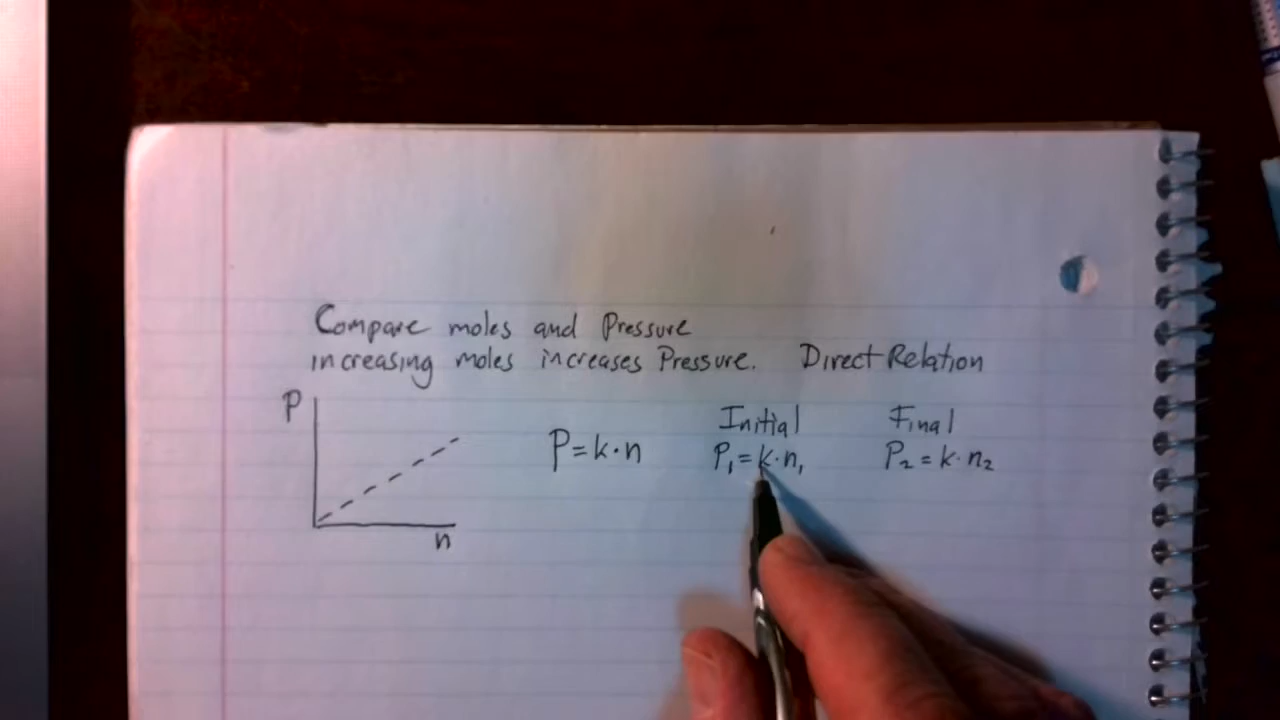 Compare moles and Pressure
increasing moles increases Pressure. Direct Relation
P
Initial Final
P=k·n P₁=k·n₁ P₂=k·n₂
n